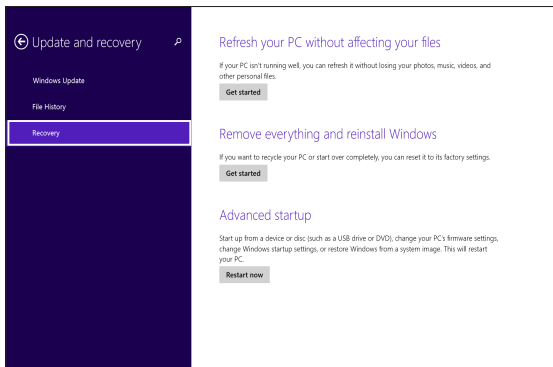 Update and recovery
Windows Update
File History
Recovery
Refresh your PC without affecting your files
If your PC isn't running well, you can refresh it without losing your photos, music, videos, and
other personal files.
Get started
Remove everything and reinstall Windows
If you want to recycle your PC or start over completely, you can reset it to its factory settings.
Get started
Advanced startup
Start up from a device or disc (such as a USB drive or DVD), change your PC's firmware settings,
change Windows startup settings, or restore Windows from a system image. This will restart
your PC.
Restart now